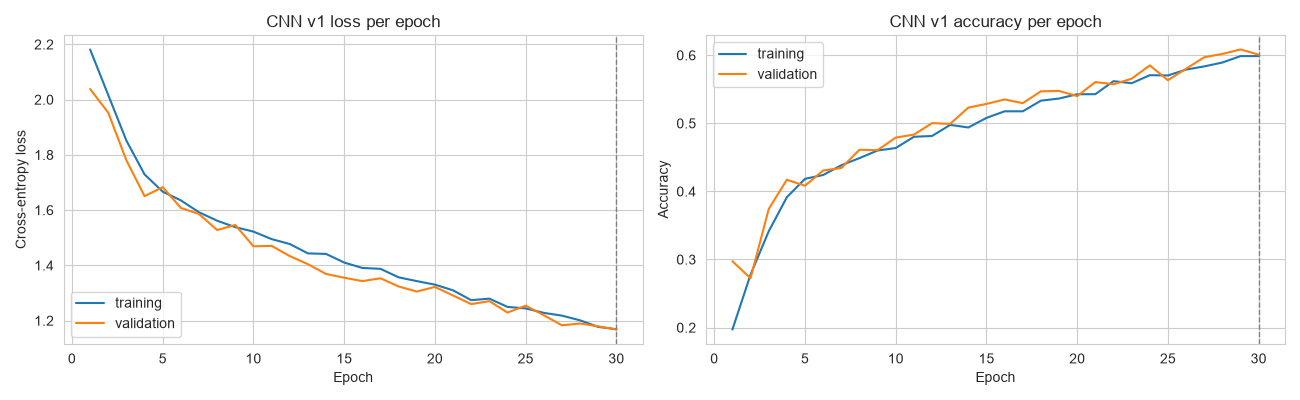 CNN v1 loss per epoch
2.2
2.0
1.8
1.6
1.4
1.2
Cross-entropy loss
training
validation
0 5 10 15 20 25 30
Epoch
CNN v1 accuracy per epoch
training
validation
0.6
0.5
0.4
0.3
0.2
Accuracy
0 5 10 15 20 25 30
Epoch